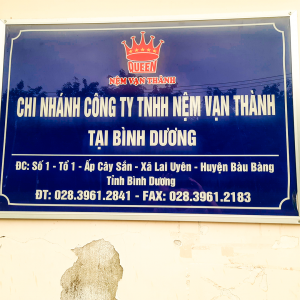 QUEEN
NỆM VẠN THÀNH
CHI NHÁNH CÔNG TY TNHH NỆM VẠN THÀNH
TẠI BÌNH DƯƠNG
ĐC: Số 1 - Tổ 1 - Ấp Cây Sắn - Xã Lai Uyên - Huyện Bàu Bàng
Tỉnh Bình Dương
ĐT: 028.3961.2841 - FAX: 028.3961.2183